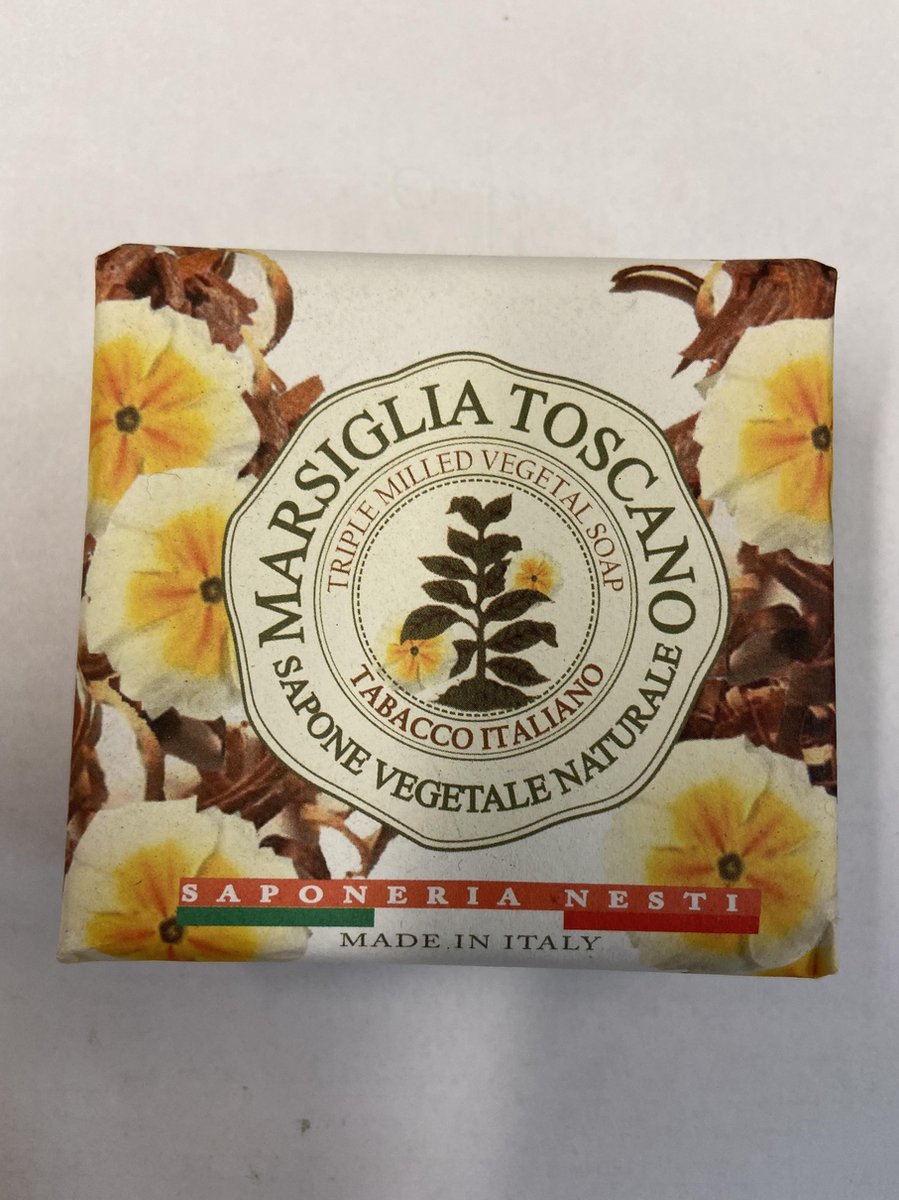 MARSIGLIA TOSCANO
TRIPLE MILLED VEGETAL SOAP
TABACCO ITALIANO
SAPONE VEGETALE NATURALE
SAPONERIA NESTI
MADE IN ITALY